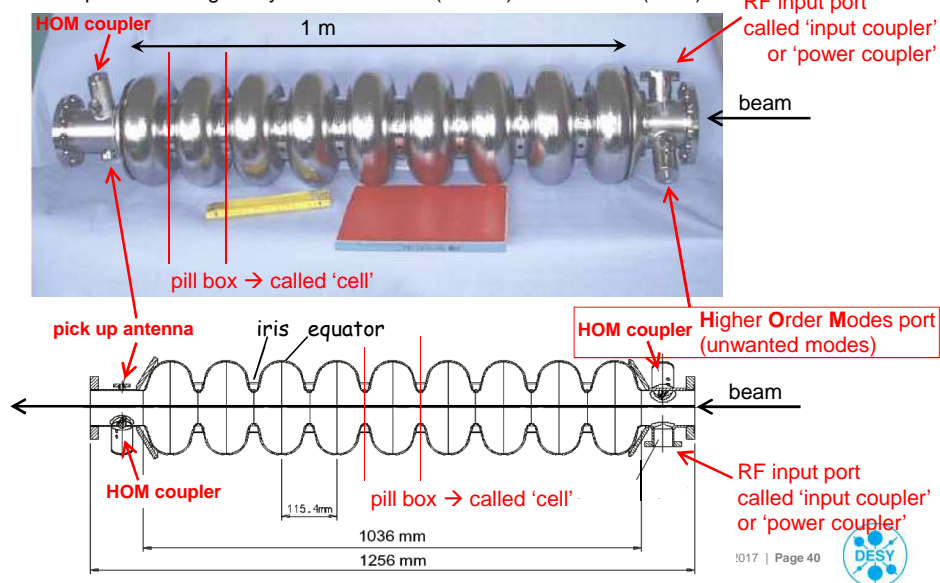 HOM coupler
1 m
RF input port
called 'input coupler'
or 'power coupler'
beam
pill box → called 'cell'
pick up antenna
iris equator
HOM coupler
Higher Order Modes port
(unwanted modes)
beam
HOM coupler
pill box → called 'cell'
RF input port
called 'input coupler'
or 'power coupler'
115.4mm
1036 mm
1256 mm
2017 | Page 40
DESY